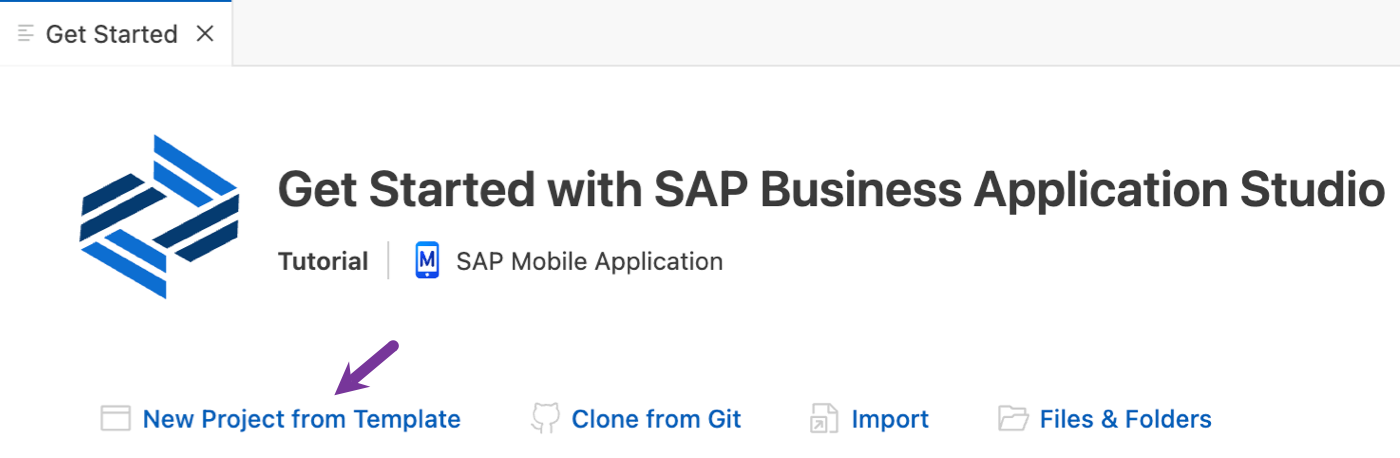 Get Started
Get Started with SAP Business Application Studio
Tutorial M SAP Mobile Application
New Project from Template Clone from Git Import Files & Folders